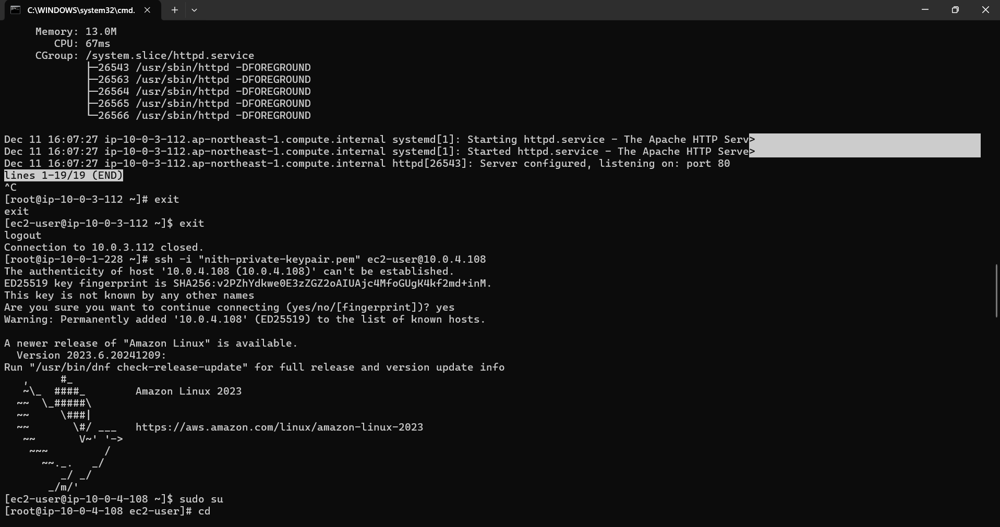 C:\WINDOWS\system32\cmd.
Memory: 13.0M
CPU: 67ms
CGroup: /system.slice/httpd.service
├─26543 /usr/sbin/httpd -DFOREGROUND
├─26563 /usr/sbin/httpd -DFOREGROUND
├─26564 /usr/sbin/httpd -DFOREGROUND
├─26565 /usr/sbin/httpd -DFOREGROUND
└─26566 /usr/sbin/httpd -DFOREGROUND
Dec 11 16:07:27 ip-10-0-3-112.ap-northeast-1.compute.internal systemd[1]: Starting httpd.service - The Apache HTTP Serv>
Dec 11 16:07:27 ip-10-0-3-112.ap-northeast-1.compute.internal systemd[1]: Started httpd.service - The Apache HTTP Serve>
Dec 11 16:07:27 ip-10-0-3-112.ap-northeast-1.compute.internal httpd[26543]: Server configured, listening on: port 80
lines 1-19/19 (END)
^C
[root@ip-10-0-3-112 ~]# exit
exit
[ec2-user@ip-10-0-3-112 ~]$ exit
logout
Connection to 10.0.3.112 closed.
[root@ip-10-0-1-228 ~]# ssh -i "nith-private-keypair.pem" ec2-user@10.0.4.108
The authenticity of host '10.0.4.108 (10.0.4.108)' can't be established.
ED25519 key fingerprint is SHA256:v2PZhYdkwe0E3zZGZ2oAIUAjc4MfoGUgK4kf2md+inM.
This key is not known by any other names
Are you sure you want to continue connecting (yes/no/[fingerprint])? yes
Warning: Permanently added '10.0.4.108' (ED25519) to the list of known hosts.
A newer release of "Amazon Linux" is available.
  Version 2023.6.20241209:
Run "/usr/bin/dnf check-release-update" for full release and version update info
   ,     #_
   ~\_  ####_        Amazon Linux 2023
  ~~  \_#####\
  ~~     \###|
  ~~       \#/ ___   https://aws.amazon.com/linux/amazon-linux-2023
   ~~       V~' '->
    ~~~         /
      ~~._.   _/
         _/ _/
       _/m/'
[ec2-user@ip-10-0-4-108 ~]$ sudo su
[root@ip-10-0-4-108 ec2-user]# cd